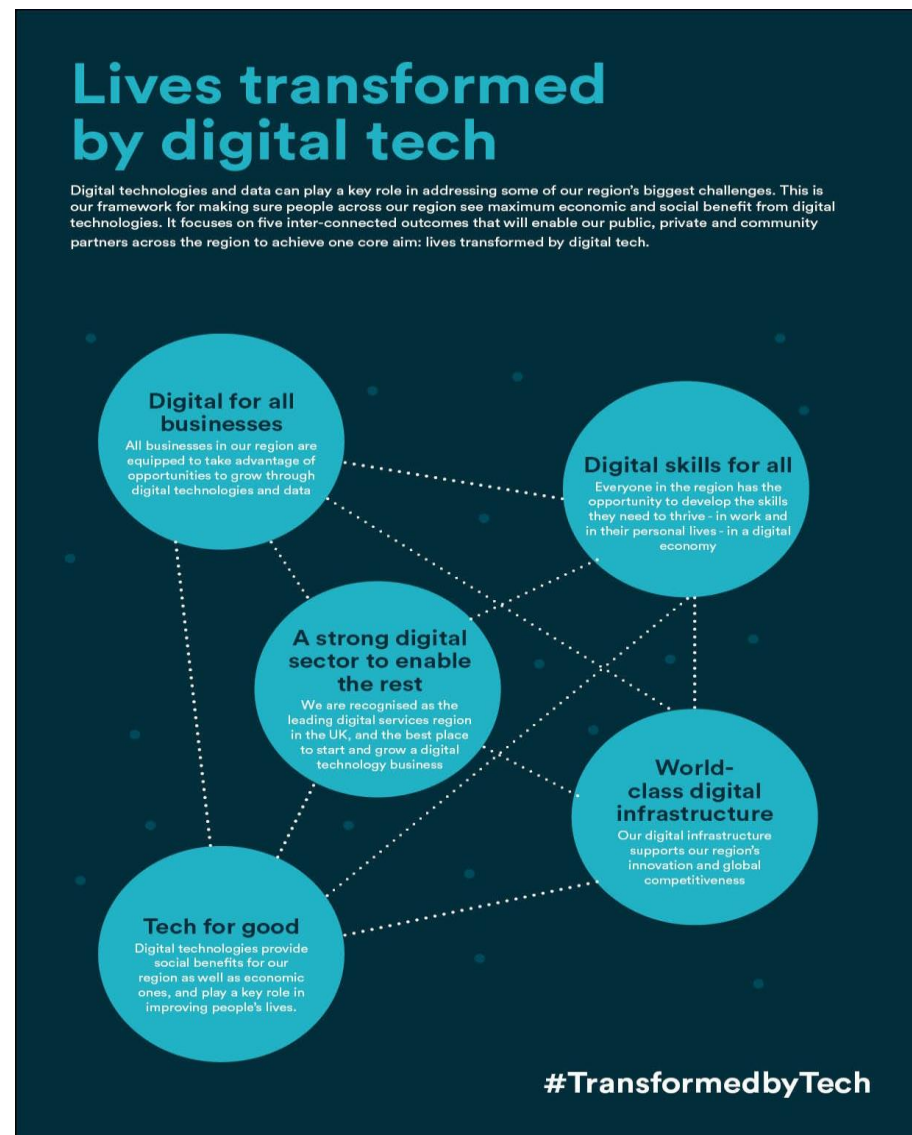 Lives transformed
by digital tech
Digital technologies and data can play a key role in addressing some of our region's biggest challenges. This is
our framework for making sure people across our region see maximum economic and social benefit from digital
technologies. It focuses on five inter-connected outcomes that will enable our public, private and community
partners across the region to achieve one core aim: lives transformed by digital tech.
Digital for all
businesses
All businesses in our region are
equipped to take advantage of
opportunities to grow through
digital technologies and data
Digital skills for all
Everyone in the region has the
opportunity to develop the skills
they need to thrive - in work and
in their personal lives - in a digital
economy
A strong digital
sector to enable
the rest
We are recognised as the
leading digital services region
in the UK, and the best place
to start and grow a digital
technology business
World-
class digital
infrastructure
Our digital infrastructure
supports our region's
innovation and global
competitiveness
Tech for good
Digital technologies provide
social benefits for our
region as well as economic
ones, and play a key role in
improving people's lives.
#TransformedbyTech